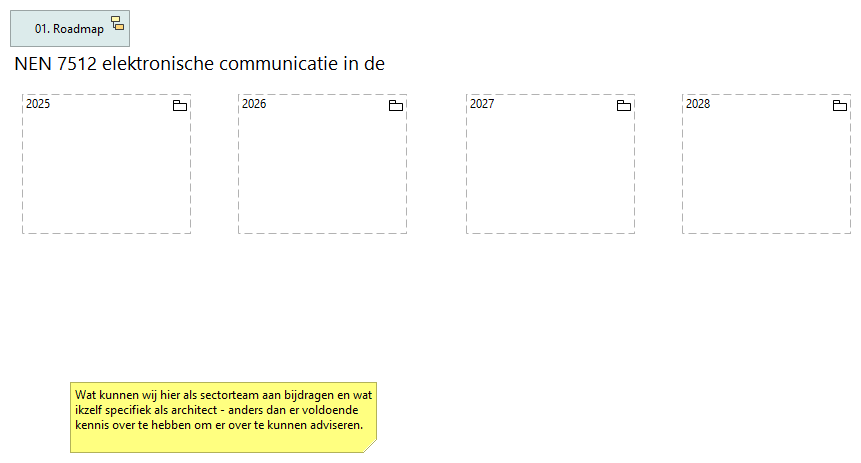 01. Roadmap
NEN 7512 elektronische communicatie in de
2025
2026
2027
2028
Wat kunnen wij hier als sectorteam aan bijdragen en wat
ikzelf specifiek als architect - anders dan er voldoende
kennis over te hebben om er over te kunnen adviseren.